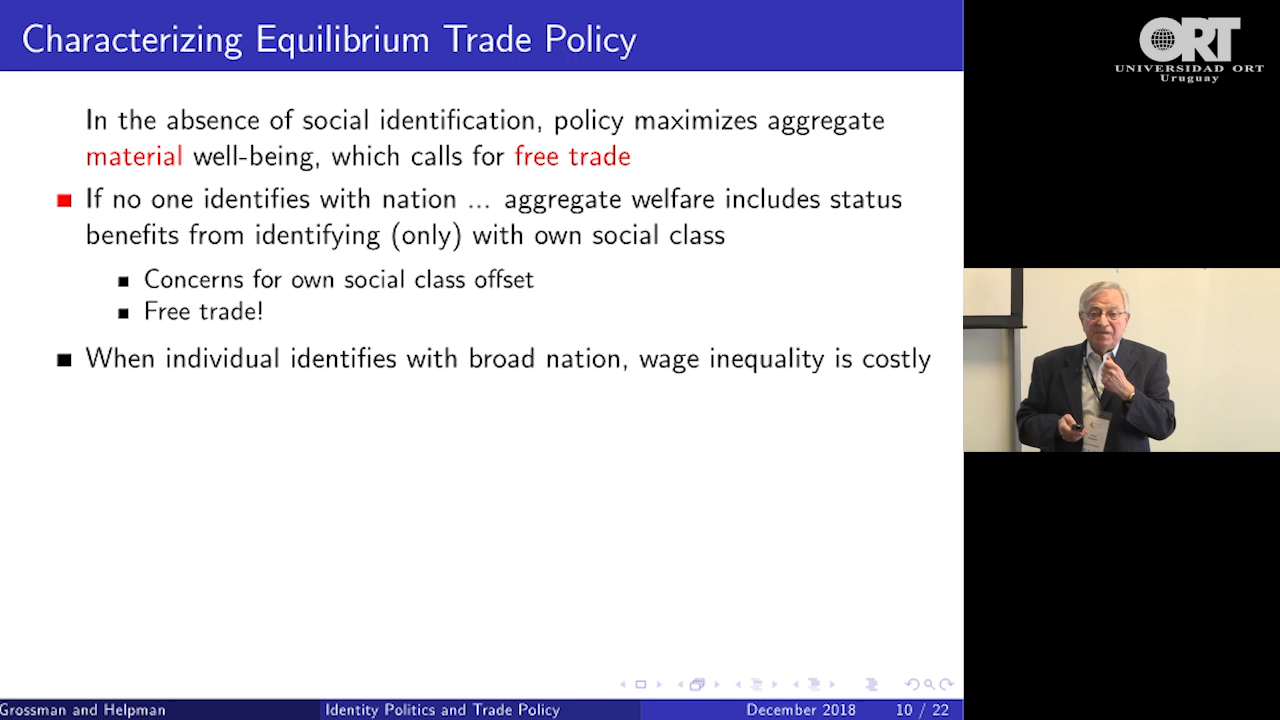 Characterizing Equilibrium Trade Policy
ORT
UNIVERSIDAD ORT
Uruguay
In the absence of social identification, policy maximizes aggregate
material well-being, which calls for free trade
If no one identifies with nation ... aggregate welfare includes status
benefits from identifying (only) with own social class
Concerns for own social class offset
Free trade!
When individual identifies with broad nation, wage inequality is costly
Grossman and Helpman
Identity Politics and Trade Policy
December 2018
10 / 22